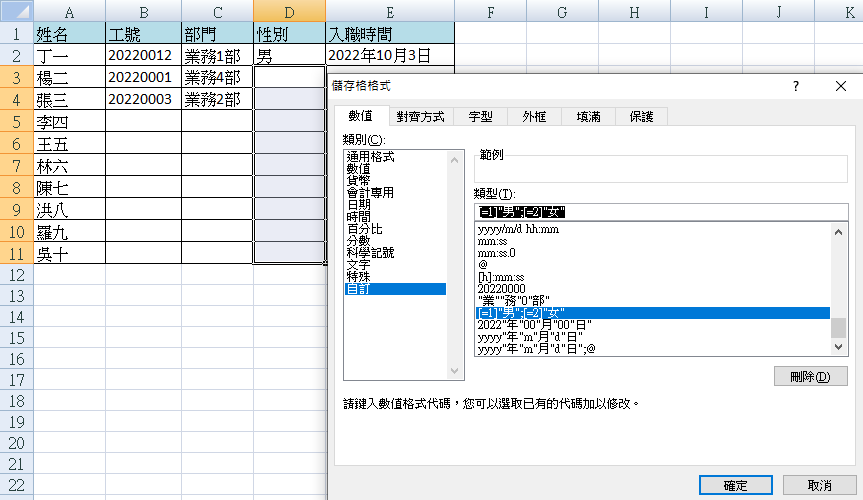 A B C D E F G H I J K
1 姓名 工號 部門 性別 入職時間
2 丁一 20220012 業務1部 男 2022年10月3日
3 楊二 20220001 業務4部
4 張三 20220003 業務2部
5 李四
6 王五
7 林六
8 陳七
9 洪八
10 羅九
11 吳十
12
13
14
15
16
17
18
19
20
21
22
儲存格格式 ? ×
數值 對齊方式 字型 外框 填滿 保護
類別(C):
通用格式
數值
貨幣
會計專用
日期
時間
百分比
分數
科學記號
文字
特殊
自訂
範例
類型(T):
[=1]"男";[=2]"女"
yyyy/m/d hh:mm
mm:ss
mm:ss.0
@
[h]:mm:ss
20220000
"業""務"0"部"
[=1]"男";[=2]"女"
2022"年"00"月"00"日"
yyyy"年"m"月"d"日"
yyyy"年"m"月"d"日";@
刪除(D)
請鍵入數值格式代碼，您可以選取已有的代碼加以修改。
確定 取消